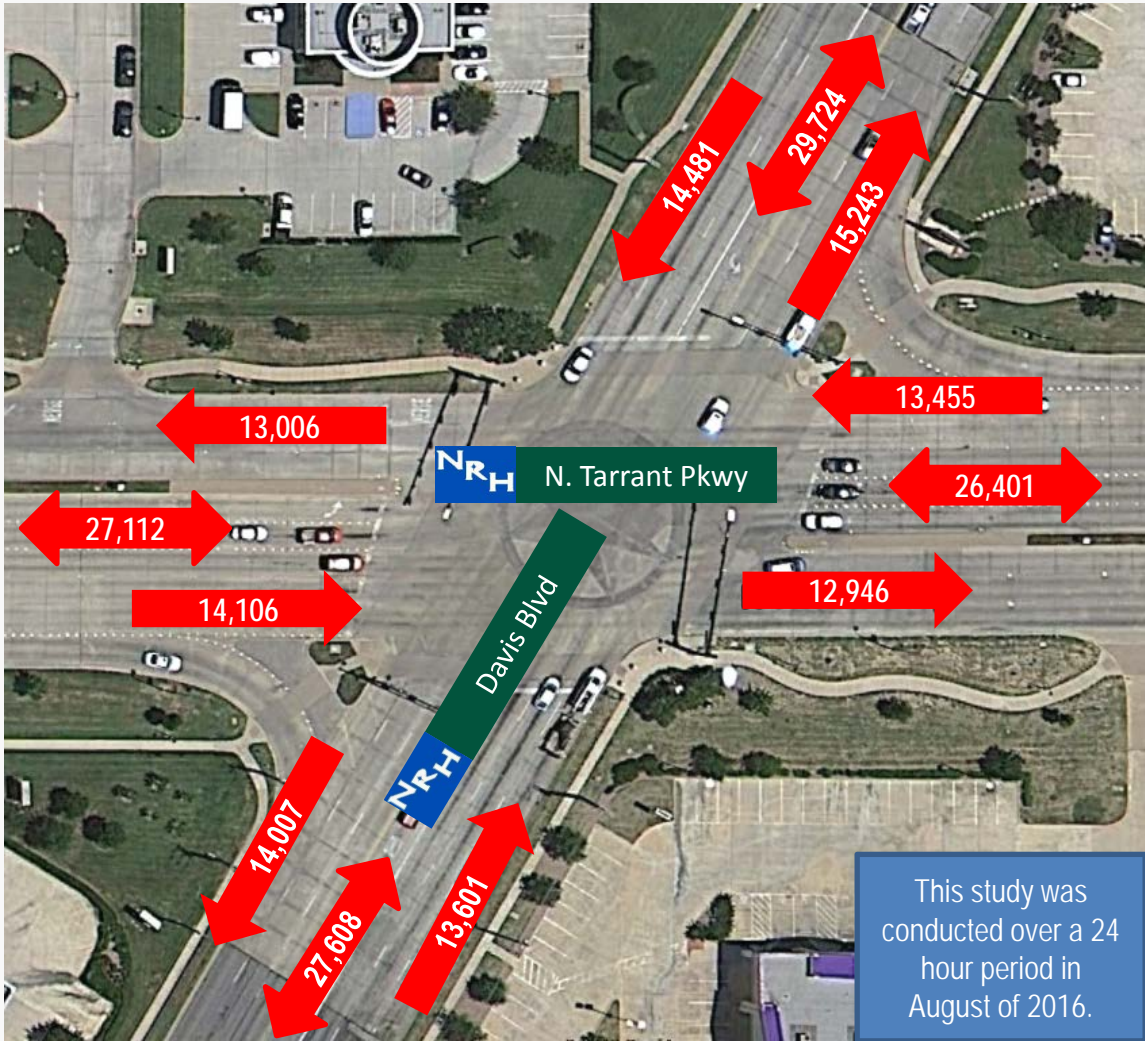 14,481
29,724
15,243
13,006
13,455
NRH N. Tarrant Pkwy
27,112
26,401
14,106
12,946
NRH Davis Blvd
14,007
27,608
13,601
This study was
conducted over a 24
hour period in
August of 2016.